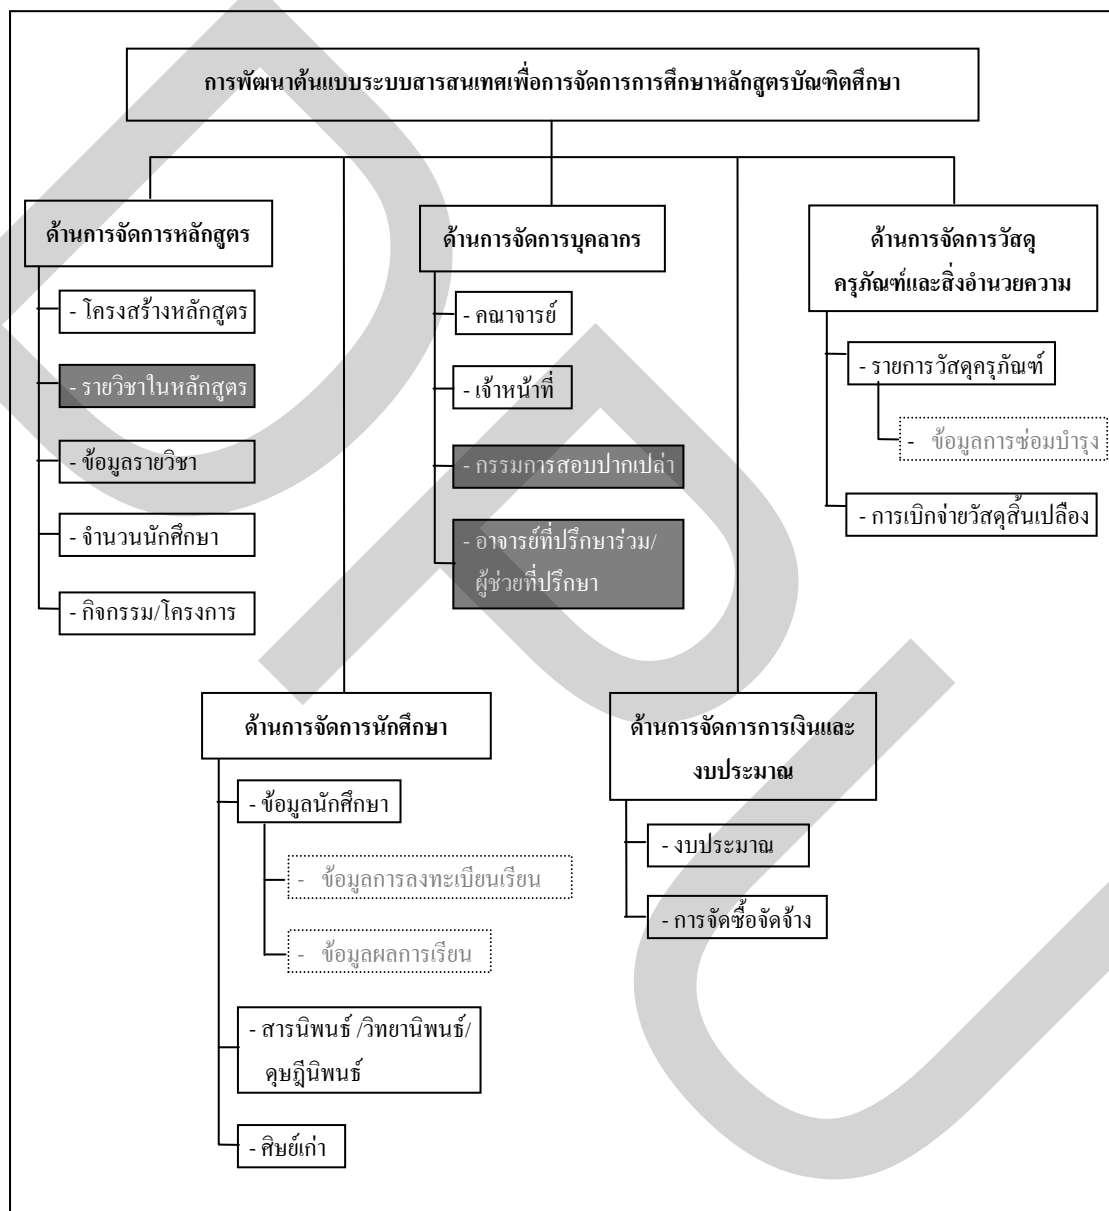 การพัฒนาต้นแบบระบบสารสนเทศเพื่อการจัดการการศึกษาหลักสูตรบัณฑิตศึกษา
ด้านการจัดการหลักสูตร
- โครงสร้างหลักสูตร
- รายวิชาในหลักสูตร
- ข้อมูลรายวิชา
- จำนวนนักศึกษา
- กิจกรรม/โครงการ
ด้านการจัดการบุคลากร
- คณาจารย์
- เจ้าหน้าที่
- กรรมการสอบปากเปล่า
- อาจารย์ที่ปรึกษาร่วม/
ผู้ช่วยที่ปรึกษา
ด้านการจัดการวัสดุ
ครุภัณฑ์และสิ่งอำนวยความ
- รายการวัสดุครุภัณฑ์
- ข้อมูลการซ่อมบำรุง
- การเบิกจ่ายวัสดุสิ้นเปลือง
ด้านการจัดการนักศึกษา
- ข้อมูลนักศึกษา
- ข้อมูลการลงทะเบียนเรียน
- ข้อมูลผลการเรียน
- สารนิพนธ์ /วิทยานิพนธ์/
ดุษฎีนิพนธ์
- ศิษย์เก่า
ด้านการจัดการการเงินและ
งบประมาณ
- งบประมาณ
- การจัดซื้อจัดจ้าง
DPU